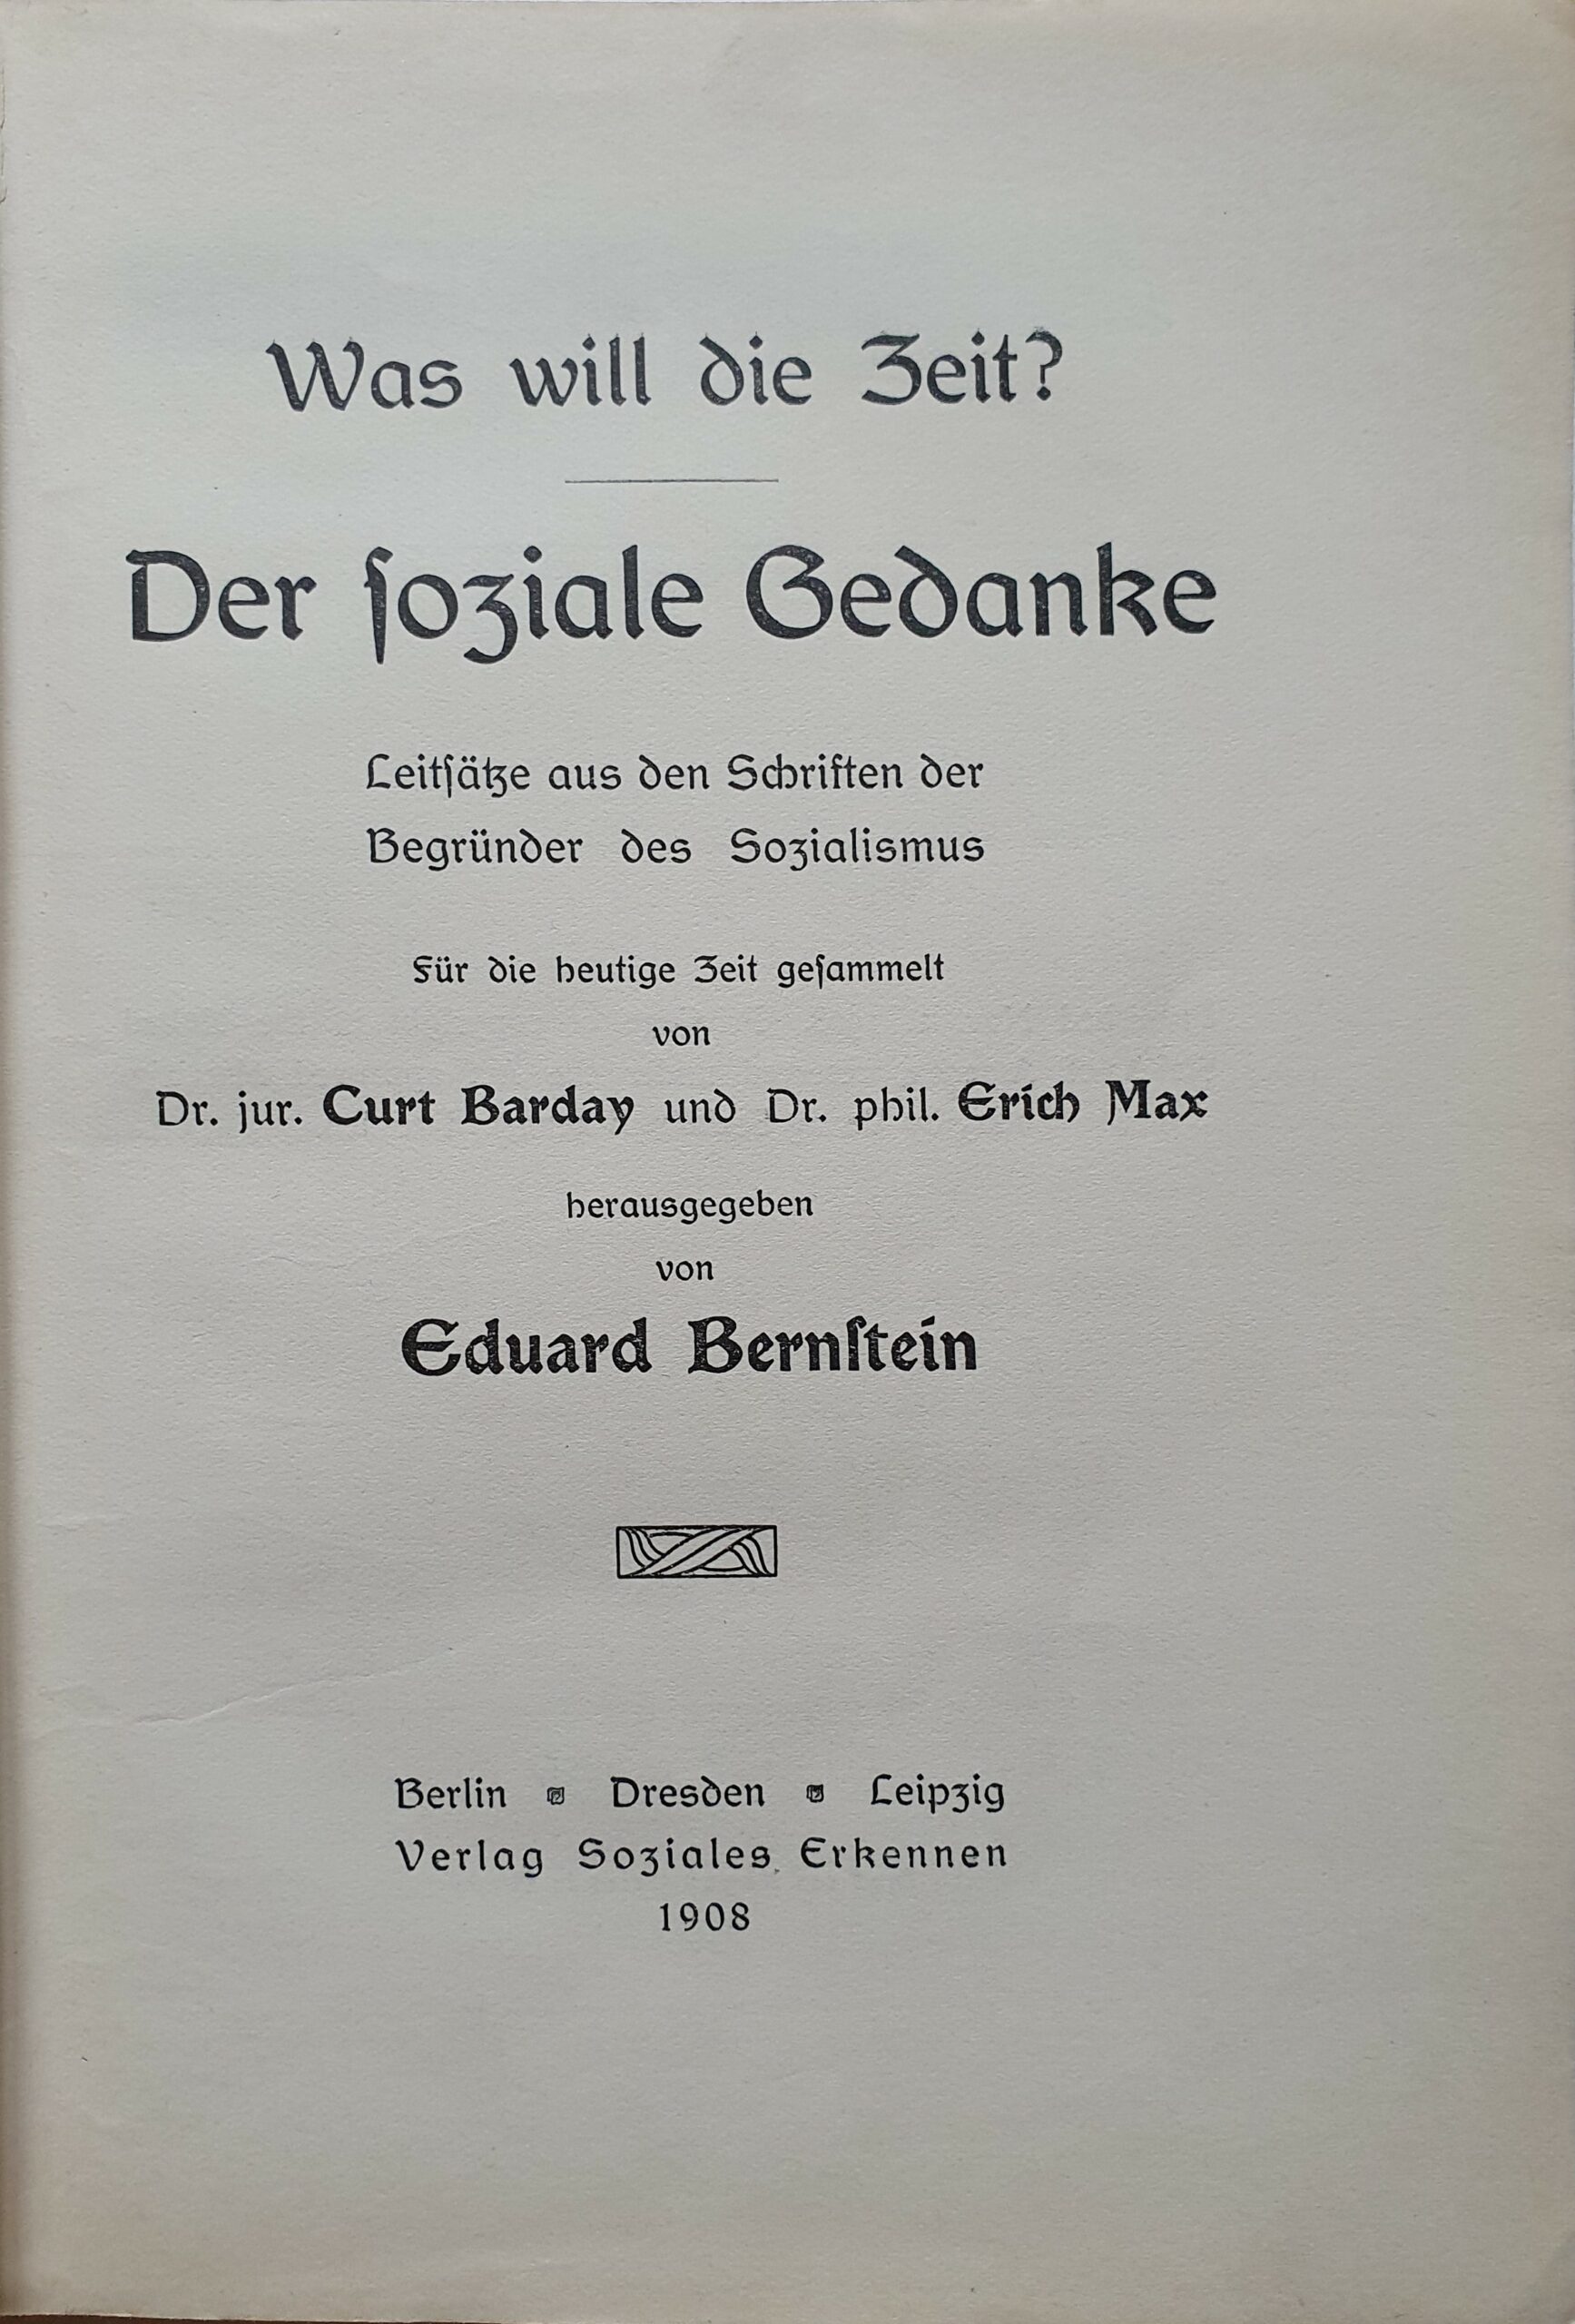 Was will die Zeit?
Der ſoziale Gedanke
Leitſätze aus den Schriften der
Begründer des Sozialismus
Für die heutige Zeit geſammelt
von
Dr. jur. Curt Barday und Dr. phil. Erich Max
herausgegeben
von
Eduard Bernſtein
Berlin Dresden Leipzig
Verlag Soziales Erkennen
1908